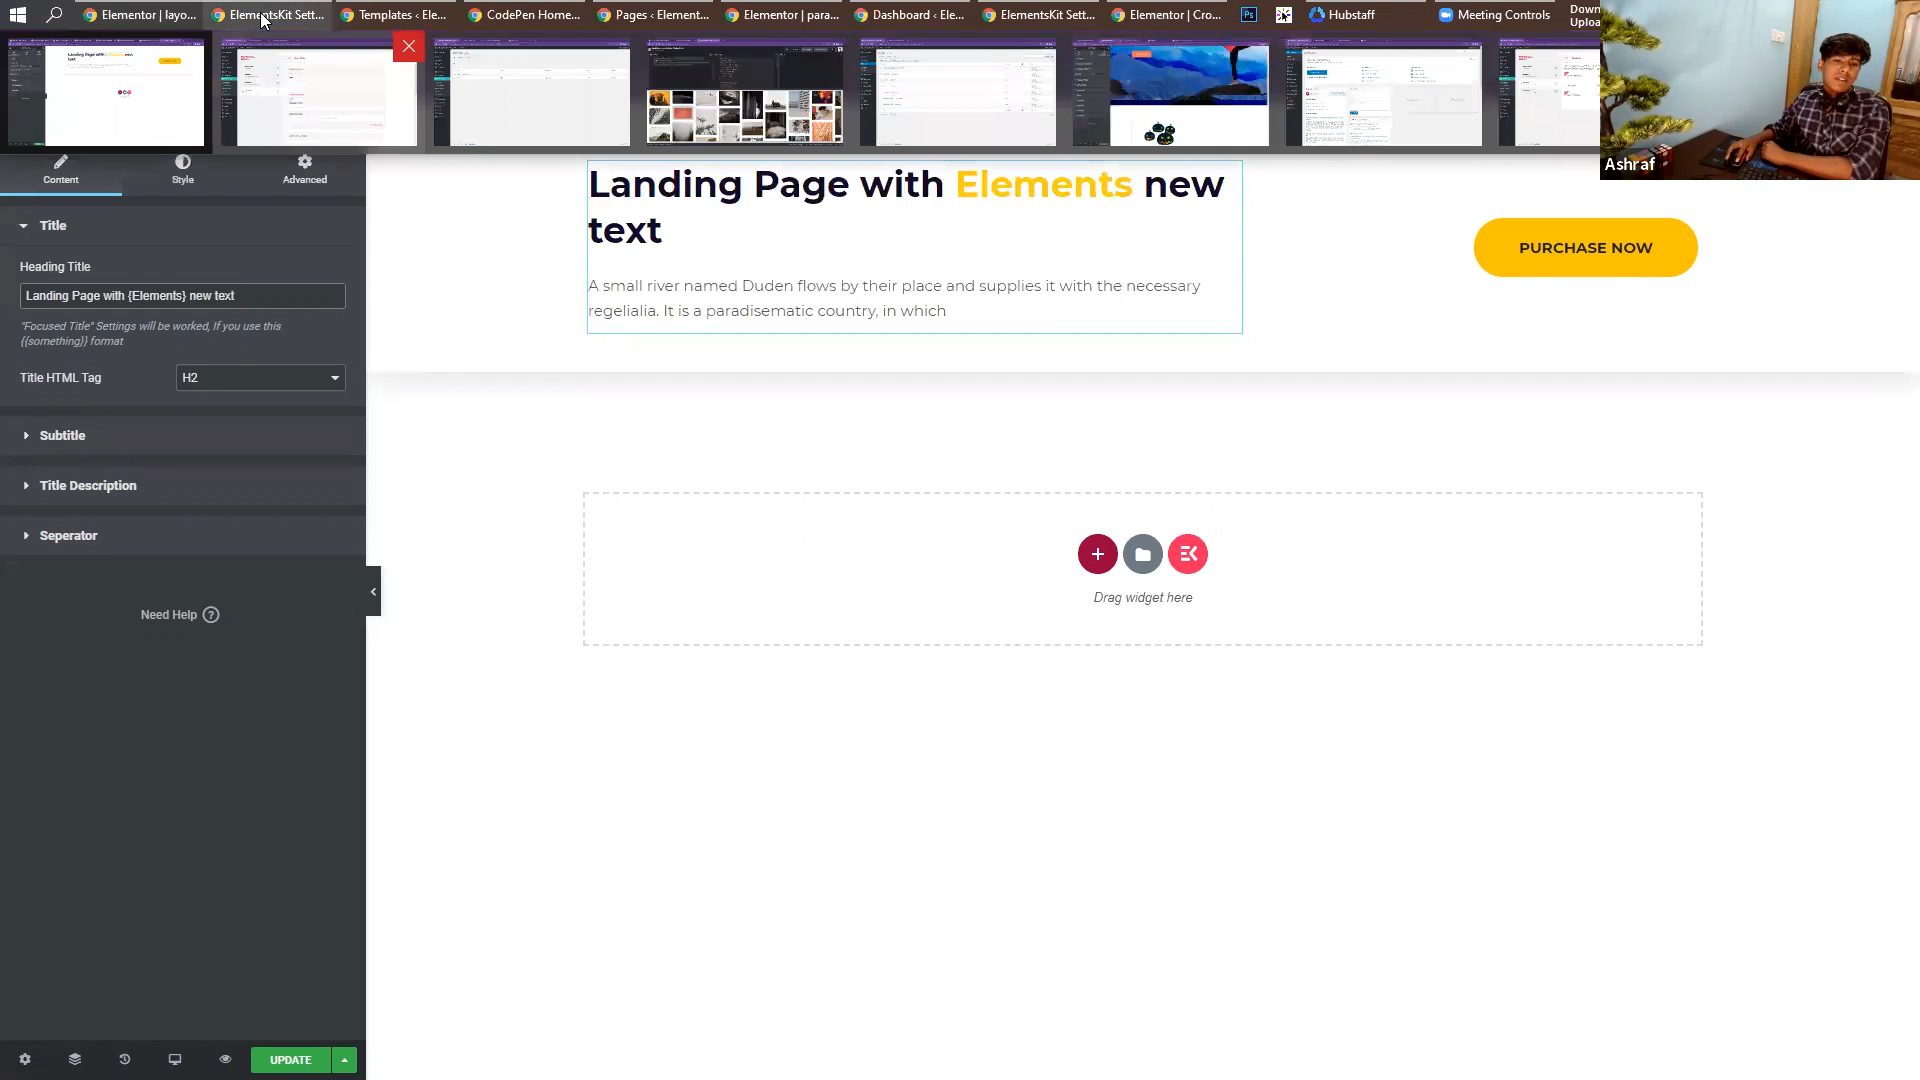 Elementor | layo...
ElementsKit Sett...
Templates ‹ Ele...
CodePen Home...
Pages ‹ Element...
Elementor | para...
Dashboard ‹ Ele...
ElementsKit Sett...
Elementor | Cro...
Ps
Hubstaff
Meeting Controls
Down
Uploa
Ashraf
Content
Style
Advanced
Title
Heading Title
Landing Page with {Elements} new text
"Focused Title" Settings will be worked, If you use this
{{something}} format
Title HTML Tag
H2
Subtitle
Title Description
Seperator
Need Help ?
UPDATE
Landing Page with Elements new
text
A small river named Duden flows by their place and supplies it with the necessary
regelialia. It is a paradisematic country, in which
PURCHASE NOW
Drag widget here